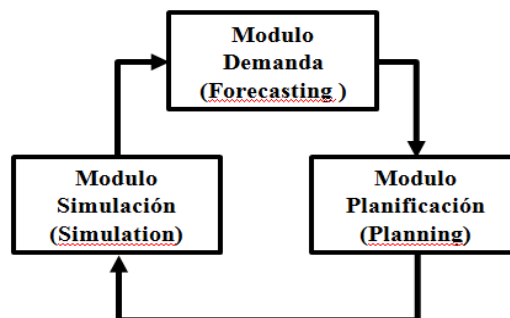 Modulo
Demanda
(Forecasting )
Modulo
Simulación
(Simulation)
Modulo
Planificación
(Planning)